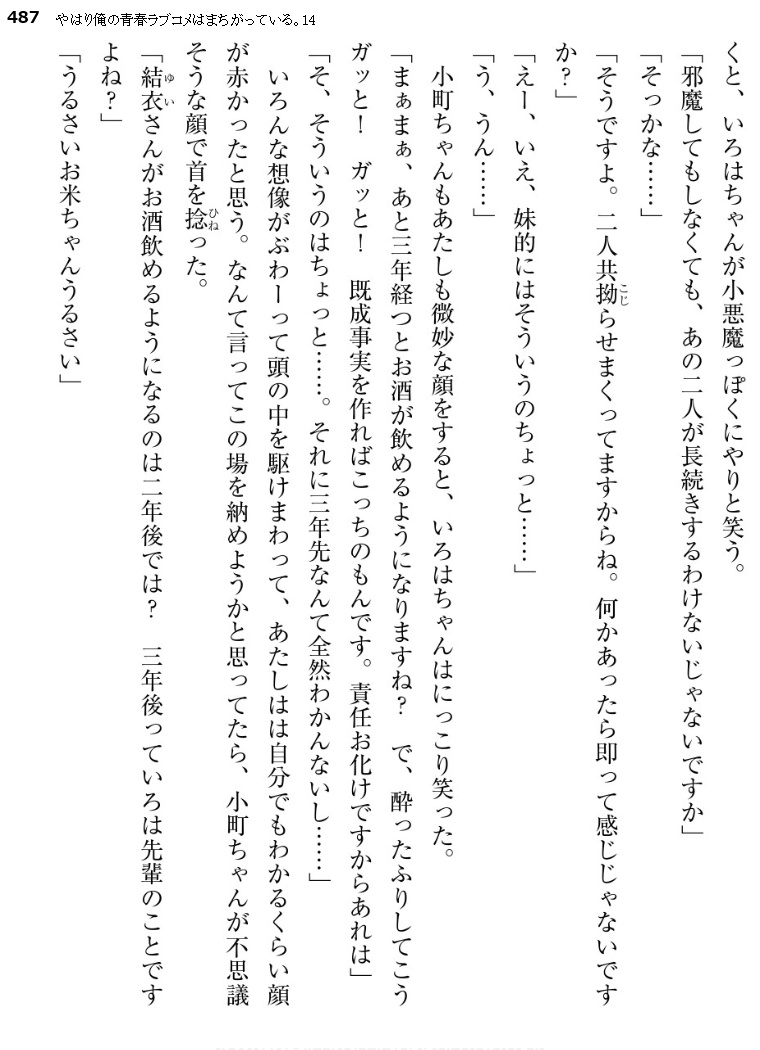 487 やはり俺の青春ラブコメはまちがっている。14
くと、いろはちゃんが小悪魔っぽくにやりと笑う。
「邪魔してもしなくても、あの二人が長続きするわけないじゃないですか」
「そっかな……」
「そうですよ。二人共拗らせまくってますからね。何かあったら即って感じじゃないです
か?」
「えー、いえ、妹的にはそういうのちょっと……」
「う、うん……」
　小町ちゃんもあたしも微妙な顔をすると、いろはちゃんはにっこり笑った。
「まぁまぁ、あと三年経つとお酒が飲めるようになりますね?　で、酔ったふりしてこう
ガッと!　ガッと!　既成事実を作ればこっちのもんです。責任お化けですからあれは」
「そ、そういうのはちょっと……。それに三年先なんて全然わかんないし……」
　いろんな想像がぶわーって頭の中を駆けまわって、あたしはは自分でもわかるくらい顔
が赤かったと思う。なんて言ってこの場を納めようかと思ってたら、小町ちゃんが不思議
そうな顔で首を捻った。
「結衣さんがお酒飲めるようになるのは二年後では?　三年後っていろは先輩のことです
よね?」
「うるさいお米ちゃんうるさい」